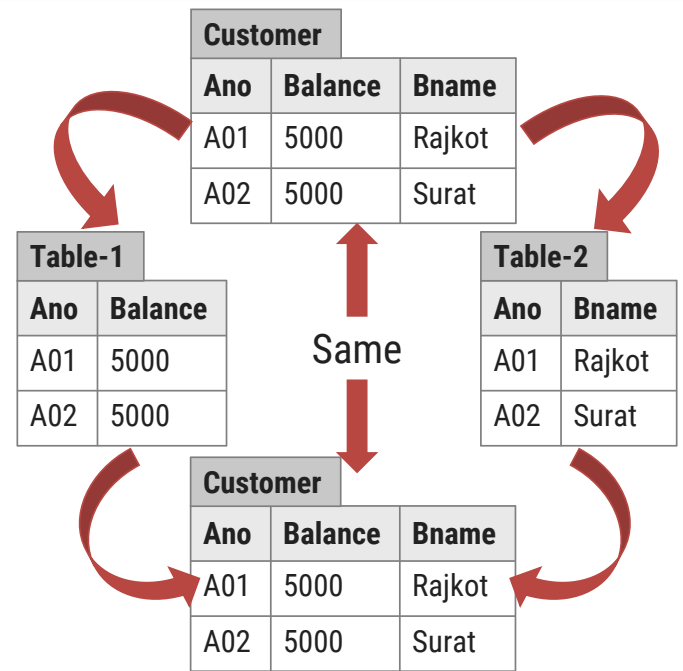 Customer
Ano Balance Bname
A01 5000 Rajkot
A02 5000 Surat
Table-1
Ano Balance
A01 5000
A02 5000
Same
Table-2
Ano Bname
A01 Rajkot
A02 Surat
Customer
Ano Balance Bname
A01 5000 Rajkot
A02 5000 Surat